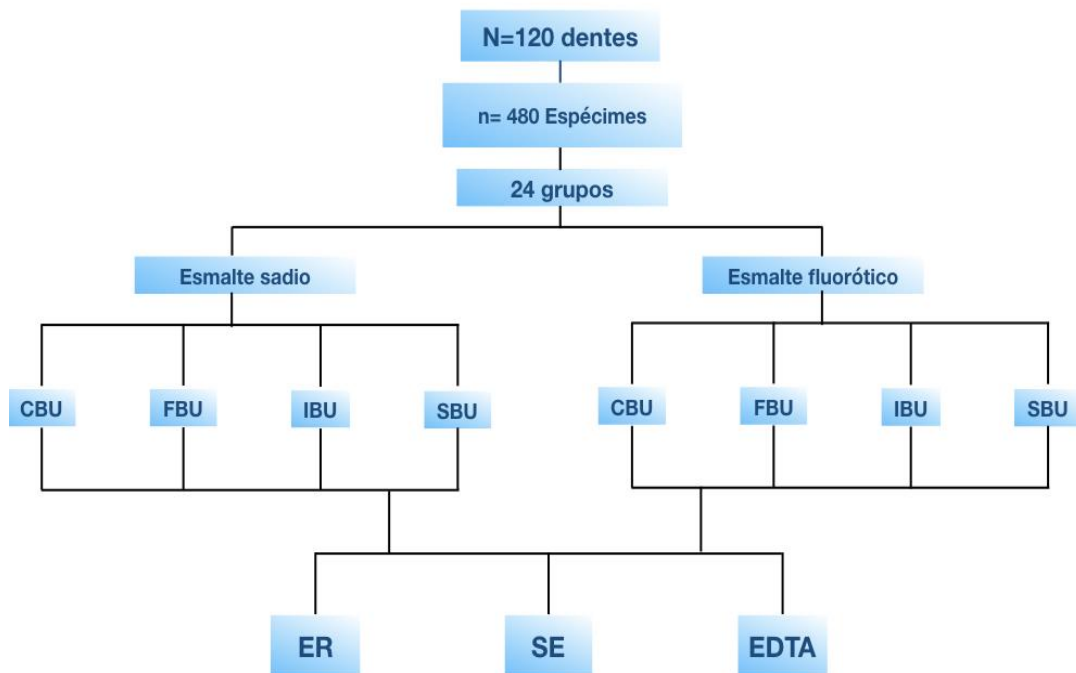 N=120 dentes
n= 480 Espécimes
24 grupos
Esmalte sadio
Esmalte fluorótico
CBU
FBU
IBU
SBU
CBU
FBU
IBU
SBU
ER
SE
EDTA